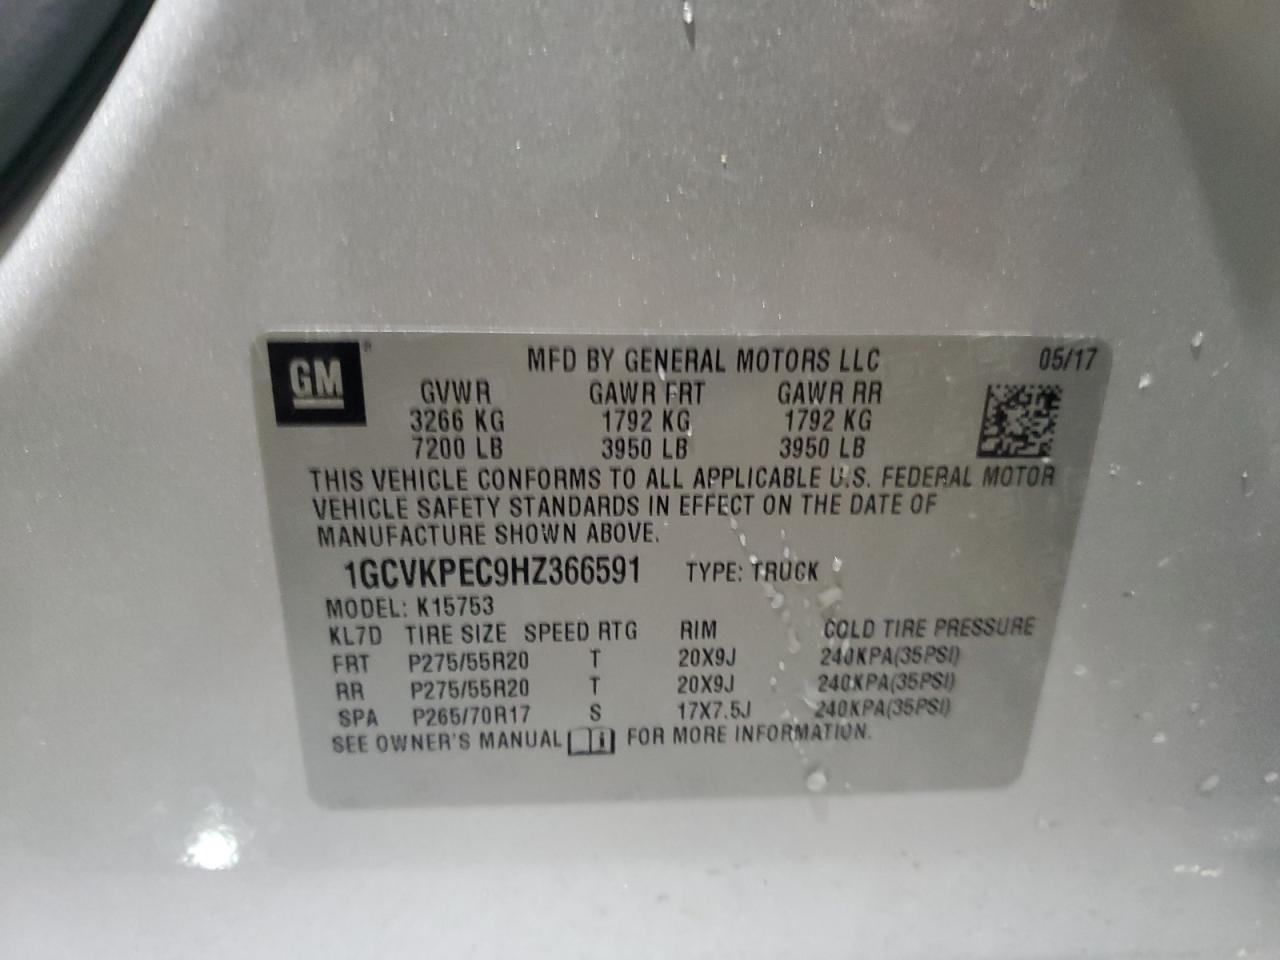 GM ®
MFD BY GENERAL MOTORS LLC 05/17
GVWR GAWR FRT GAWR RR
3266 KG 1792 KG 1792 KG
7200 LB 3950 LB 3950 LB
THIS VEHICLE CONFORMS TO ALL APPLICABLE U.S. FEDERAL MOTOR
VEHICLE SAFETY STANDARDS IN EFFECT ON THE DATE OF
MANUFACTURE SHOWN ABOVE.
1GCVKPEC9HZ366591 TYPE: TRUCK
MODEL: K15753
KL7D TIRE SIZE SPEED RTG RIM COLD TIRE PRESSURE
FRT P275/55R20 T 20X9J 240KPA(35PSI)
RR P275/55R20 T 20X9J 240KPA(35PSI)
SPA P265/70R17 S 17X7.5J 240KPA(35PSI)
SEE OWNER'S MANUAL i FOR MORE INFORMATION.